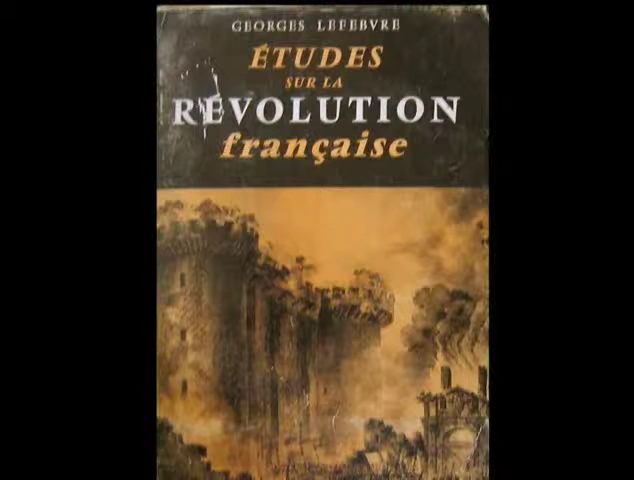 GEORGES LEFEBVRE
ÉTUDES
SUR LA
RÉVOLUTION
française